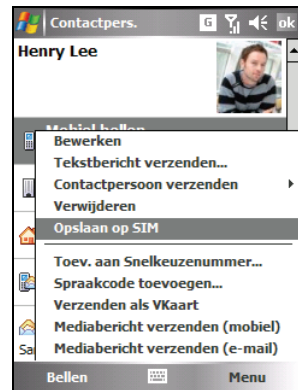 Contactpers.
G
ok
Henry Lee
Mobiel bellen
Bewerken
Tekstbericht verzenden...
Contactpersoon verzenden
Verwijderen
Opslaan op SIM
Toev. aan Snelkeuzenummer...
Spraakcode toevoegen...
Verzenden als VKaart
Mediabericht verzenden (mobiel)
Mediabericht verzenden (e-mail)
Sa
Bellen
Menu